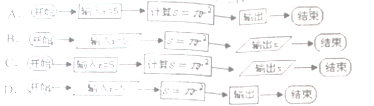 A. 开始 输入r=5 计算S=πr² 输出 结束
B. 开始 输入r=5 S=πr² 输出s 结束
C. 开始 输入r=5 计算S=πr² 输出s 结束
D. 开始 输入r=5 S=πr² 输出 结束